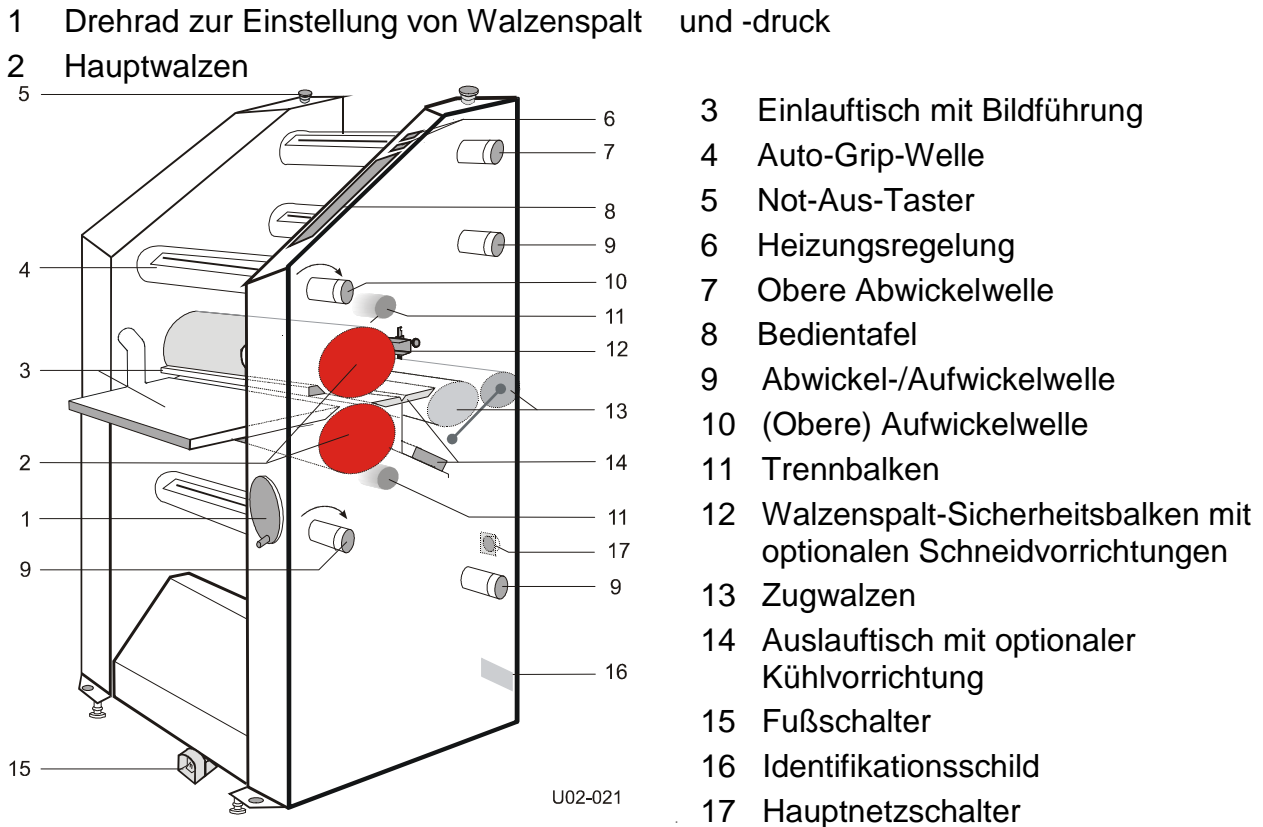 1 Drehrad zur Einstellung von Walzenspalt und -druck
2 Hauptwalzen
5
6
7
8
9
4
10
11
12
3
13
2
14
1
11
17
9
9
16
15
U02-021
3 Einlauftisch mit Bildführung
4 Auto-Grip-Welle
5 Not-Aus-Taster
6 Heizungsregelung
7 Obere Abwickelwelle
8 Bedientafel
9 Abwickel-/Aufwickelwelle
10 (Obere) Aufwickelwelle
11 Trennbalken
12 Walzenspalt-Sicherheitsbalken mit
optionalen Schneidvorrichtungen
13 Zugwalzen
14 Auslauftisch mit optionaler
Kühlvorrichtung
15 Fußschalter
16 Identifikationsschild
17 Hauptnetzschalter